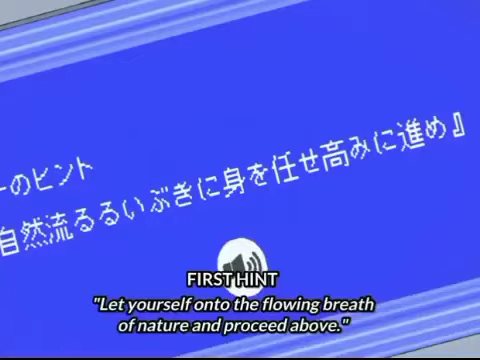 ーのヒント
自然流るるいぶきに身を任せ高みに進め』
FIRST HINT
"Let yourself onto the flowing breath
of nature and proceed above."